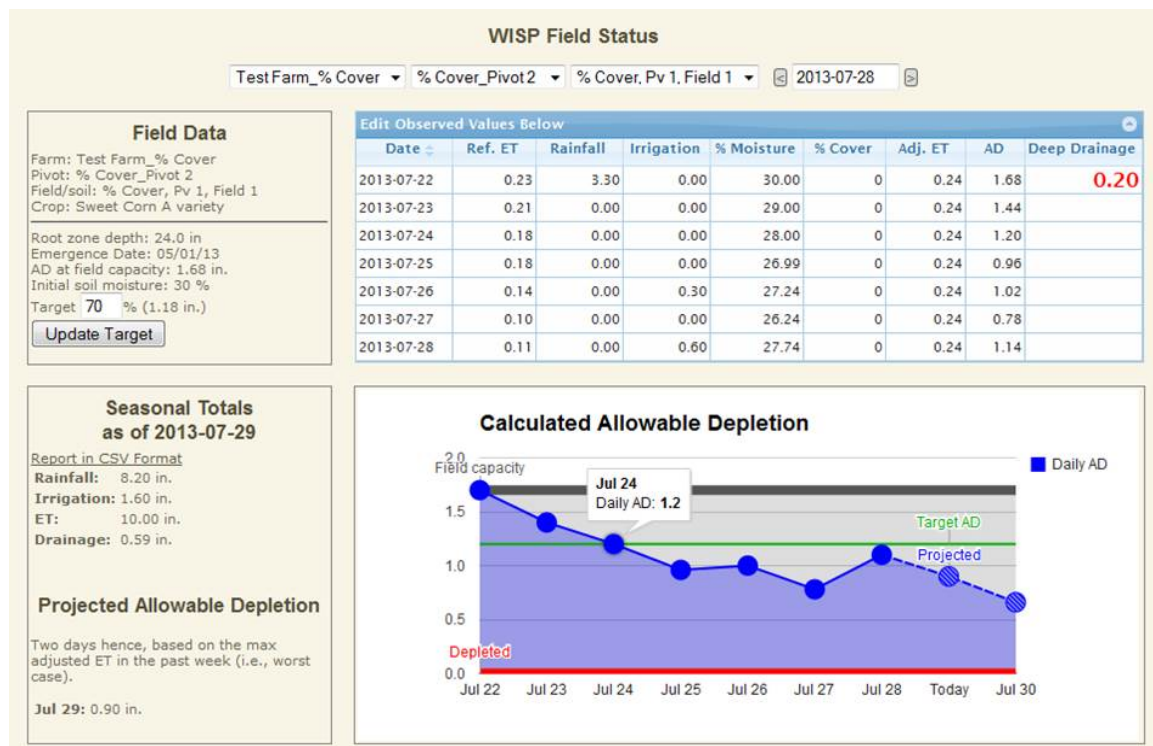 WISP Field Status
Test Farm_% Cover % Cover_Pivot 2 % Cover, Pv 1, Field 1 < 2013-07-28 >
Field Data
Farm: Test Farm_% Cover
Pivot: % Cover_Pivot 2
Field/soil: % Cover, Pv 1, Field 1
Crop: Sweet Corn A variety
Root zone depth: 24.0 in
Emergence Date: 05/01/13
AD at field capacity: 1.68 in.
Initial soil moisture: 30 %
Target 70 % (1.18 in.)
Update Target
Edit Observed Values Below
Date Ref. ET Rainfall Irrigation % Moisture % Cover Adj. ET AD Deep Drainage
2013-07-22 0.23 3.30 0.00 30.00 0 0.24 1.68 0.20
2013-07-23 0.21 0.00 0.00 29.00 0 0.24 1.44
2013-07-24 0.18 0.00 0.00 28.00 0 0.24 1.20
2013-07-25 0.18 0.00 0.00 26.99 0 0.24 0.96
2013-07-26 0.14 0.00 0.30 27.24 0 0.24 1.02
2013-07-27 0.10 0.00 0.00 26.24 0 0.24 0.78
2013-07-28 0.11 0.00 0.60 27.74 0 0.24 1.14
Seasonal Totals
as of 2013-07-29
Report in CSV Format
Rainfall: 8.20 in.
Irrigation: 1.60 in.
ET: 10.00 in.
Drainage: 0.59 in.
Projected Allowable Depletion
Two days hence, based on the max
adjusted ET in the past week (i.e., worst
case).
Jul 29: 0.90 in.
Calculated Allowable Depletion
2.0
Field capacity
Daily AD
Jul 24
Daily AD: 1.2
1.5
Target AD
Projected
1.0
0.5
Depleted
0.0
Jul 22 Jul 23 Jul 24 Jul 25 Jul 26 Jul 27 Jul 28 Today Jul 30